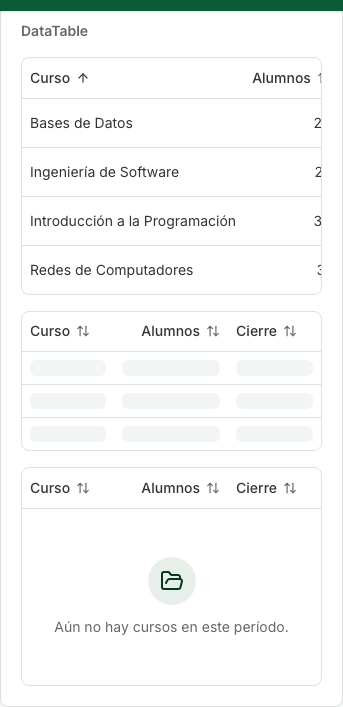 DataTable
Curso Alumnos
Bases de Datos
Ingeniería de Software
Introducción a la Programación
Redes de Computadores
Curso Alumnos Cierre
Curso Alumnos Cierre
Aún no hay cursos en este período.